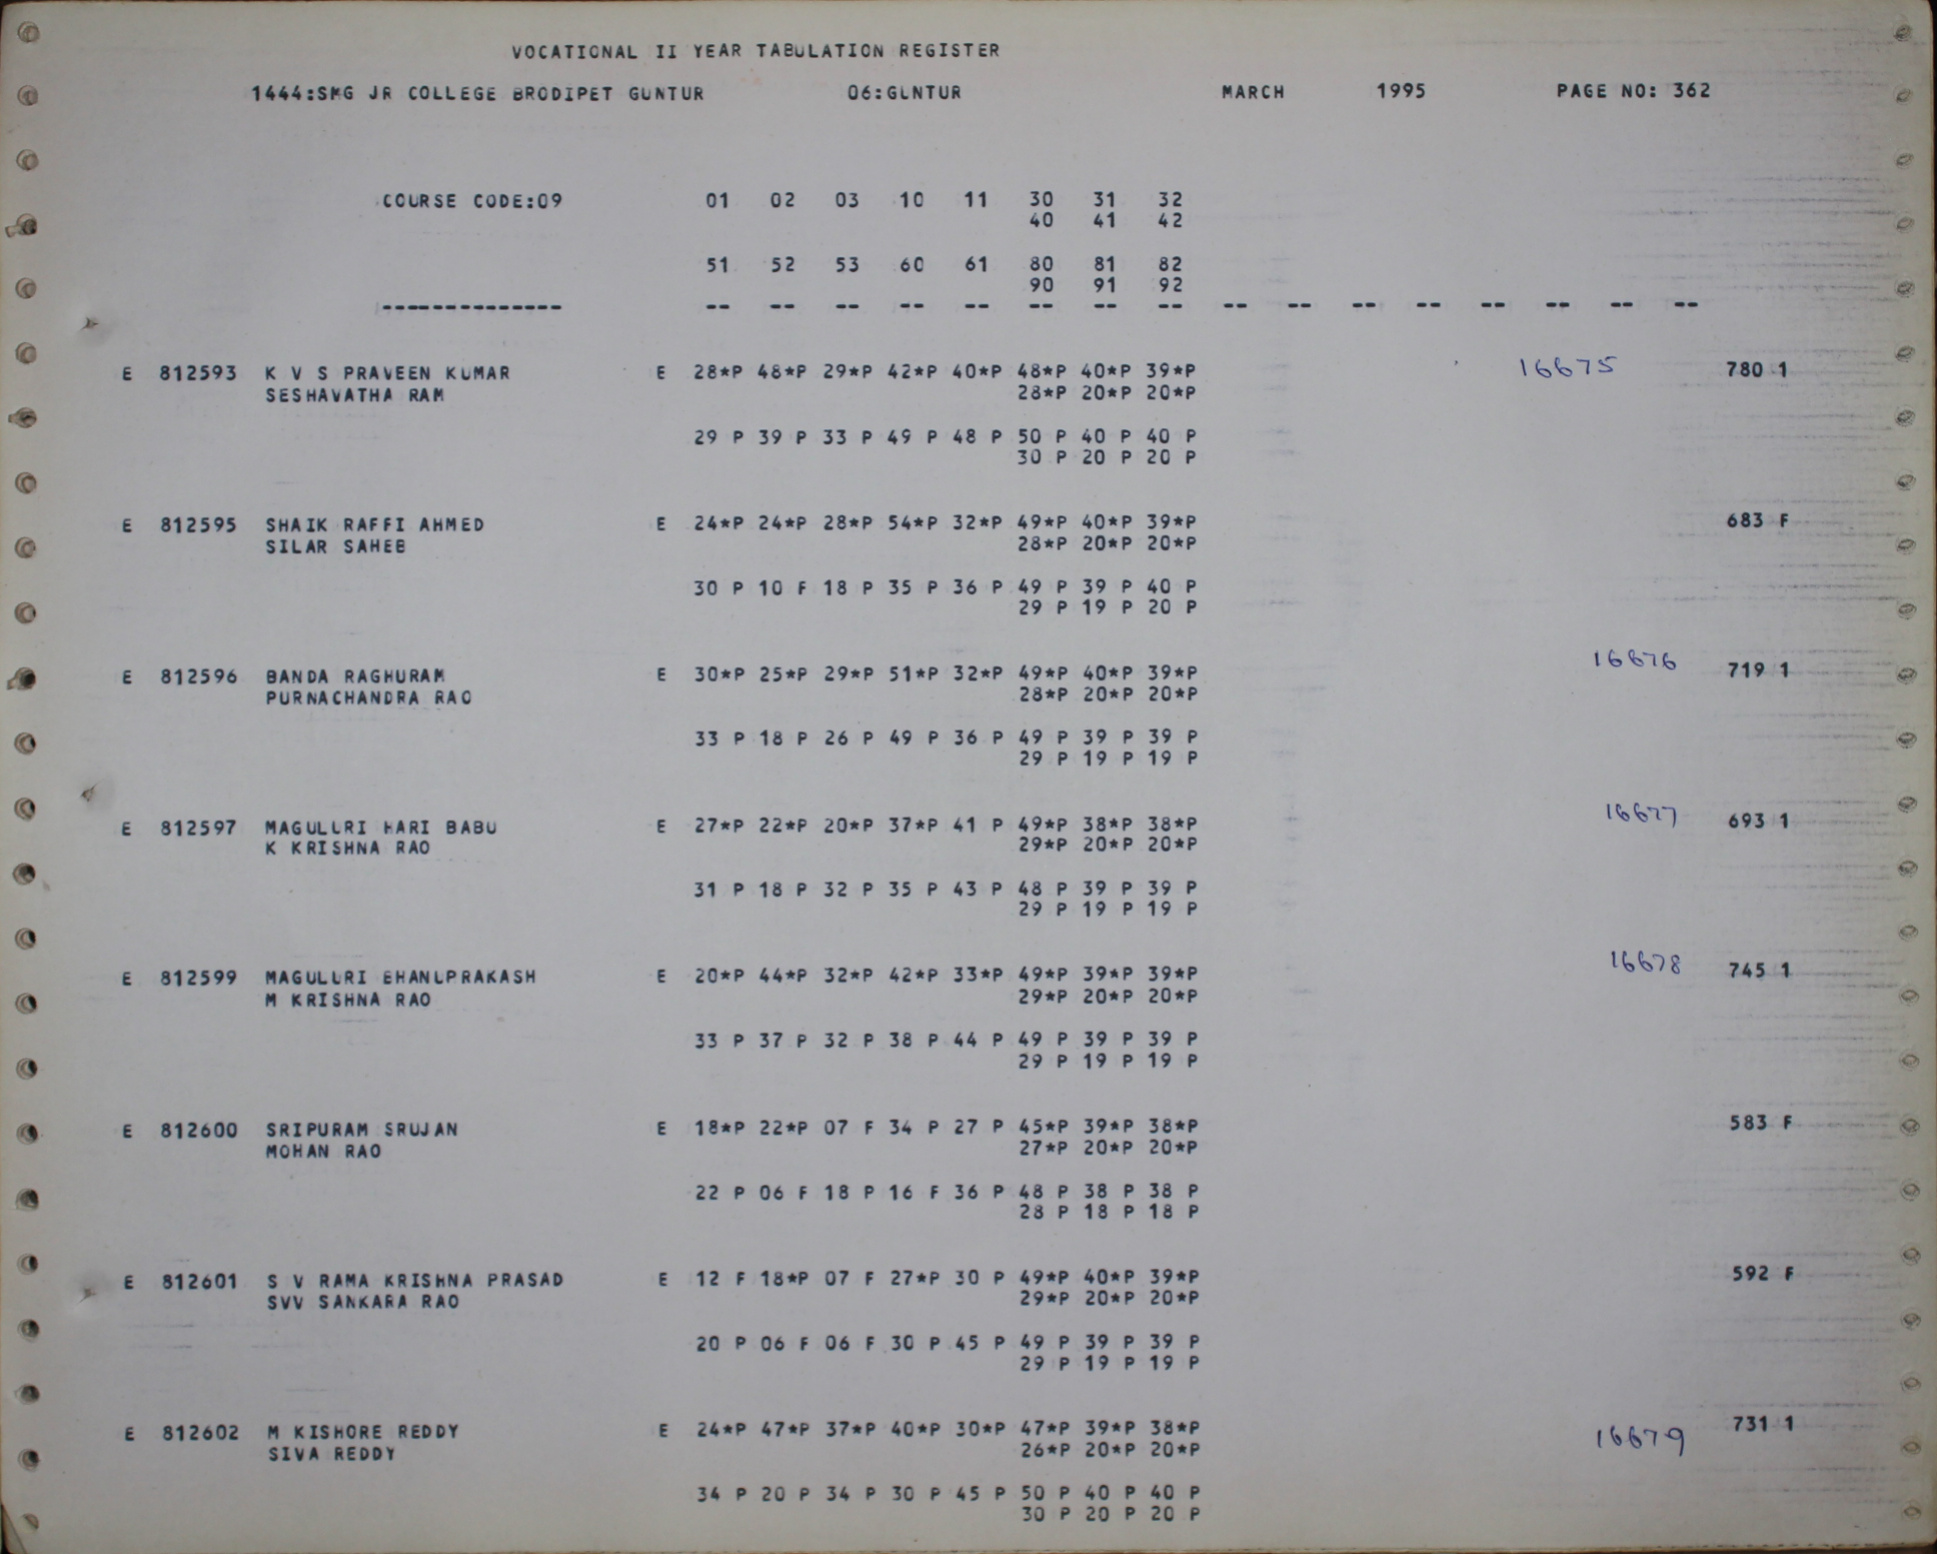 VOCATIONAL II YEAR TABULATION REGISTER
1444:SMG JR COLLEGE BRODIPET GUNTUR 06:GUNTUR MARCH 1995 PAGE NO: 362
COURSE CODE:09 01 02 03 10 11 30 31 32
40 41 42
51 52 53 60 61 80 81 82
90 91 92
-------------- -- -- -- -- -- -- -- -- -- -- -- -- -- -- -- --
E 812593 K V S PRAVEEN KUMAR E 28*P 48*P 29*P 42*P 40*P 48*P 40*P 39*P 16675 780 1
SESHAVATHA RAM 28*P 20*P 20*P
29 P 39 P 33 P 49 P 48 P 50 P 40 P 40 P
30 P 20 P 20 P
E 812595 SHAIK RAFFI AHMED E 24*P 24*P 28*P 54*P 32*P 49*P 40*P 39*P 683 F
SILAR SAHEB 28*P 20*P 20*P
30 P 10 F 18 P 35 P 36 P 49 P 39 P 40 P
29 P 19 P 20 P
E 812596 BANDA RAGHURAM E 30*P 25*P 29*P 51*P 32*P 49*P 40*P 39*P 16676 719 1
PURNACHANDRA RAO 28*P 20*P 20*P
33 P 18 P 26 P 49 P 36 P 49 P 39 P 39 P
29 P 19 P 19 P
E 812597 MAGULURI HARI BABU E 27*P 22*P 20*P 37*P 41 P 49*P 38*P 38*P 16677 693 1
K KRISHNA RAO 29*P 20*P 20*P
31 P 18 P 32 P 35 P 43 P 48 P 39 P 39 P
29 P 19 P 19 P
E 812599 MAGULURI BHANUPRAKASH E 20*P 44*P 32*P 42*P 33*P 49*P 39*P 39*P 16678 745 1
M KRISHNA RAO 29*P 20*P 20*P
33 P 37 P 32 P 38 P 44 P 49 P 39 P 39 P
29 P 19 P 19 P
E 812600 SRIPURAM SRUJAN E 18*P 22*P 07 F 34 P 27 P 45*P 39*P 38*P 583 F
MOHAN RAO 27*P 20*P 20*P
22 P 06 F 18 P 16 F 36 P 48 P 38 P 38 P
28 P 18 P 18 P
E 812601 S V RAMA KRISHNA PRASAD E 12 F 18*P 07 F 27*P 30 P 49*P 40*P 39*P 592 F
SVV SANKARA RAO 29*P 20*P 20*P
20 P 06 F 06 F 30 P 45 P 49 P 39 P 39 P
29 P 19 P 19 P
E 812602 M KISHORE REDDY E 24*P 47*P 37*P 40*P 30*P 47*P 39*P 38*P 16679 731 1
SIVA REDDY 26*P 20*P 20*P
34 P 20 P 34 P 30 P 45 P 50 P 40 P 40 P
30 P 20 P 20 P